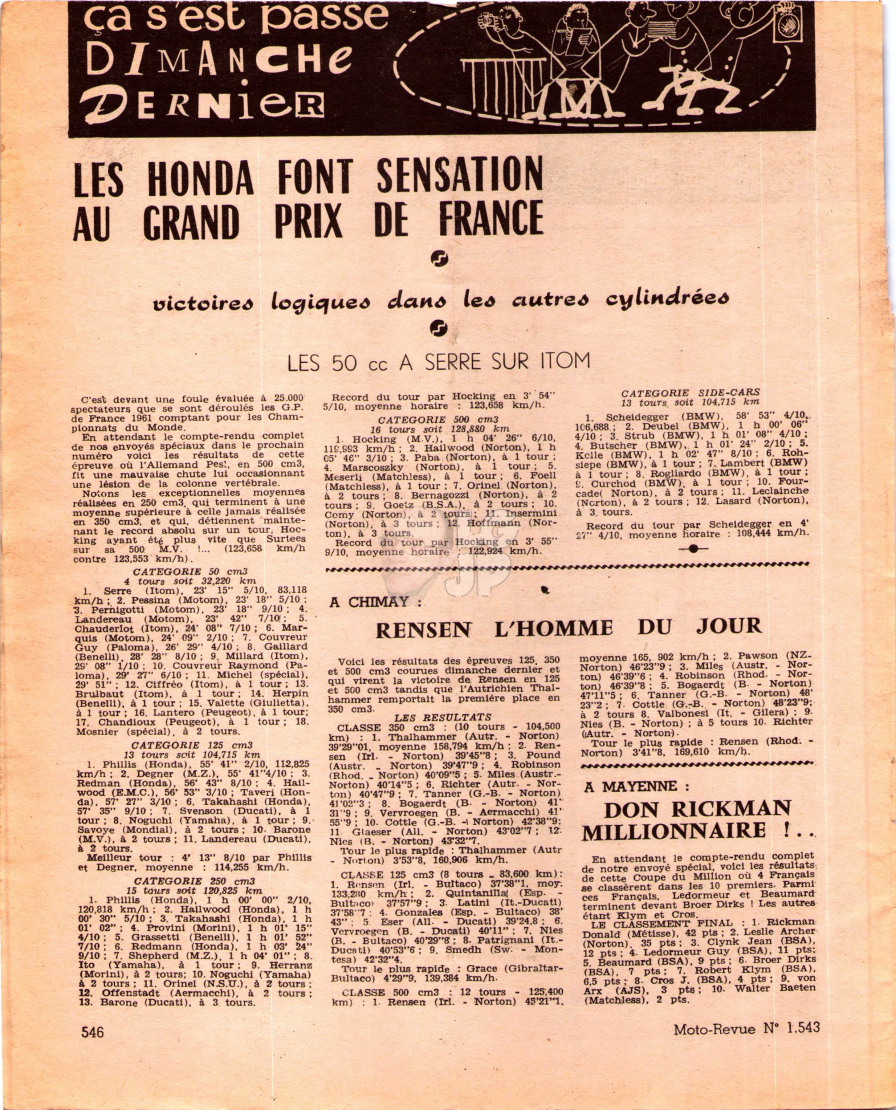 ça s'est passé
DIMANCHE
DERNIER
LES HONDA FONT SENSATION
AU GRAND PRIX DE FRANCE
victoires logiques dans les autres cylindrées
LES 50 cc A SERRE SUR ITOM
C'est devant une foule évaluée à 25.000
spectateurs que se sont déroulés les G.P.
de France 1961 comptant pour les Cham-
pionnats du Monde.
En attendant le compte-rendu complet
de nos envoyés spéciaux dans le prochain
numéro voici les résultats de cette
épreuve où l'Allemand Pesl, en 500 cm3,
fit une mauvaise chute lui occasionnant
une lésion de la colonne vertébrale.
Notons les exceptionnelles moyennes
réalisées en 250 cm3, qui terminent à une
moyenne supérieure à celle jamais réalisée
en 350 cm3, et qui, détiennent mainte-
nant le record absolu sur un tour, Hoc-
king ayant été plus vite que Surtees
sur sa 500 M.V. !... (123,658 km/h
contre 123,553 km/h).
CATEGORIE 50 cm3
4 tours soit 32,220 km
1. Serre (Itom), 23' 15" 5/10, 83,118
km/h ; 2. Pessina (Motom), 23' 18" 5/10 ;
3. Pernigotti (Motom), 23' 18" 9/10 ; 4.
Landereau (Motom), 23' 42" 7/10 ; 5.
Chauderlot (Itom), 24' 08" 7/10 ; 6. Mar-
quis (Motom), 24' 09" 2/10 ; 7. Couvreur
Guy (Paloma), 26' 29" 4/10 ; 8. Gaillard
(Benelli), 28' 28" 8/10 ; 9. Millard (Itom),
29' 08" 1/10 ; 10. Couvreur Raymond (Pa-
loma), 29' 27" 6/10 ; 11. Michel (spécial),
29' 51" ; 12. Ciffréo (Itom), à 1 tour ; 13.
Brulbaut (Itom), à 1 tour ; 14. Herpin
(Benelli), à 1 tour ; 15. Valette (Giulietta),
à 1 tour ; 16. Lantero (Peugeot), à 1 tour;
17. Chandioux (Peugeot), à 1 tour ; 18.
Mosnier (spécial), à 2 tours.
CATEGORIE 125 cm3
13 tours soit 104,715 km
1. Phillis (Honda), 55' 41" 2/10, 112,825
km/h ; 2. Degner (M.Z.), 55' 41"4/10 ; 3.
Redman (Honda), 56' 43" 8/10 ; 4. Hail-
wood (E.M.C.), 56' 53" 3/10 ; Taveri (Hon-
da), 57' 27" 3/10 ; 6. Takahashi (Honda),
57' 35" 9/10 ; 7. Svenson (Ducati), à 1
tour ; 8. Noguchi (Yamaha), à 1 tour ; 9.
Savoye (Mondial), à 2 tours ; 10. Barone
(M.V.), à 2 tours ; 11. Landereau (Ducati),
à 2 tours.
Meilleur tour : 4' 13" 8/10 par Phillis
et Degner, moyenne : 114,255 km/h.
CATEGORIE 250 cm3
15 tours soit 120,825 km
1. Phillis (Honda), 1 h 00' 00" 2/10,
120,818 km/h ; 2. Hailwood (Honda), 1 h
00' 30" 5/10 ; 3. Takahashi (Honda), 1 h
01' 02" ; 4. Provini (Morini), 1 h 01' 15"
4/10 ; 5. Grassetti (Benelli), 1 h 01' 52"
7/10 ; 6. Redmann (Honda), 1 h 03' 24"
9/10 ; 7. Shepherd (M.Z.), 1 h 04' 01" ; 8.
Ito (Yamaha), à 1 tour ; 9. Herranz
(Morini), à 2 tours; 10. Noguchi (Yamaha)
à 2 tours ; 11. Orinel (N.S.U.), à 2 tours ;
12. Offenstadt (Aermacchi), à 2 tours ;
13. Barone (Ducati), à 3 tours.
Record du tour par Hocking en 3' 54"
5/10, moyenne horaire : 123,658 km/h.
CATEGORIE 500 cm3
16 tours soit 128,880 km
1. Hocking (M.V.), 1 h 04' 26" 6/10,
119,993 km/h ; 2. Hailwood (Norton), 1 h
05' 46" 3/10 ; 3. Paba (Norton), à 1 tour ;
4. Marscoszky (Norton), à 1 tour ; 5.
Meserli (Matchless), à 1 tour ; 6. Foell
(Matchless), à 1 tour ; 7. Orinel (Norton),
à 2 tours ; 8. Bernagozzi (Norton), à 2
tours ; 9. Goetz (B.S.A.), à 2 tours ; 10.
Comy (Norton), à 2 tours ; 11. Insermini
(Norton), à 3 tours ; 12. Hoffmann (Nor-
ton), à 3 tours.
Record du tour par Hocking en 3' 55"
9/10, moyenne horaire : 122,924 km/h.
CATEGORIE SIDE-CARS
13 tours soit 104,715 km
1. Scheidegger (BMW), 58' 53" 4/10,
106,688 ; 2. Deubel (BMW), 1 h 00' 06"
4/10 ; 3. Strub (BMW), 1 h 01' 08" 4/10 ;
4. Butscher (BMW), 1 h 01' 24" 2/10 ; 5.
Kolle (BMW), 1 h 02' 47" 8/10 ; 6. Roh-
siepe (BMW), à 1 tour ; 7. Lambert (BMW)
à 1 tour ; 8. Rogliardo (BMW), à 1 tour ;
9. Curchod (BMW), à 1 tour ; 10. Four-
cade( Norton), à 2 tours ; 11. Leclainche
(Norton), à 2 tours ; 12. Lasard (Norton),
à 3 tours.
Record du tour par Scheidegger en 4'
27" 4/10, moyenne horaire : 108,444 km/h.
A CHIMAY :
RENSEN L'HOMME DU JOUR
Voici les résultats des épreuves 125, 350
et 500 cm3 courues dimanche dernier et
qui virent la victoire de Rensen en 125
et 500 cm3 tandis que l'Autrichien Thal-
hammer remportait la première place en
350 cm3.
LES RESULTATS
CLASSE 350 cm3 : (10 tours - 104,500
km) : 1. Thalhammer (Autr. - Norton)
39'29"01, moyenne 158,794 km/h ; 2. Ren-
sen (Irl. - Norton) 39'45"8 ; 3. Pound
(Austr. - Norton) 39'47"9 ; 4. Robinson
(Rhod. - Norton) 40'09"5 ; 5. Miles (Austr.-
Norton) 40'14"5 ; 6. Richter (Autr. - Nor-
ton) 40'47"9 ; 7. Tanner (G.-B. - Norton)
41'02"3 ; 8. Bogaerdt (B. - Norton) 41'
31"9 ; 9. Vervroegen (B. - Aermacchi) 41'
55"9 ; 10. Cottle (G.-B. - Norton) 42'38"9;
11. Glaeser (All. - Norton) 43'02"7 ; 12.
Nies (B. - Norton) 43'32"7.
Tour le plus rapide : Thalhammer (Autr
- Norton) 3'53"8, 160,906 km/h.
CLASSE 125 cm3 (8 tours - 83,600 km) :
1. Rensen (Irl. - Bultaco) 37'38"1, moy.
133,280 km/h ; 2. Quintanilla (Esp. -
Bultaco) 37'57"9 ; 3. Latini (It.-Ducati)
37'58"7 ; 4. Gonzales (Esp. - Bultaco) 38'
43" ; 5. Eser (All. - Ducati) 39'24,8 ; 6.
Vervroegen (B. - Ducati) 40'11" ; 7. Nies
(B. - Bultaco) 40'29"8 ; 8. Patrignani (It.-
Ducati) 40'53"6 ; 9. Smedh (Sw. - Mon-
tesa) 42'32"4.
Tour le plus rapide : Grace (Gibraltar-
Bultaco) 4'29"9, 139,384 km/h.
CLASSE 500 cm3 : 12 tours - 125,400
km) : 1. Rensen (Irl. - Norton) 45'21"1,
moyenne 165, 902 km/h ; 2. Pawson (NZ-
Norton) 46'23"9 ; 3. Miles (Austr. - Nor-
ton) 46'39"6 ; 4. Robinson (Rhod. - Nor-
ton) 46'39"8 ; 5. Bogaerdt (B. - Norton)
47'11"5 ; 6. Tanner (G.-B. - Norton) 48'
23"2 ; 7. Cottle (G.-B. - Norton) 48'23"9;
à 2 tours 8. Valbonesi (It. - Gilera) ; 9.
Nies (B - Norton) ; à 5 tours 10. Richter
(Autr. - Norton).
Tour le plus rapide : Rensen (Rhod. -
Norton) 3'41"8, 169,610 km/h.
A MAYENNE :
DON RICKMAN
MILLIONNAIRE !..
En attendant le compte-rendu complet
de notre envoyé spécial, voici les résultats
de cette Coupe du Million où 4 Français
se classèrent dans les 10 premiers. Parmi
ces Français, Ledormeur et Beaumard
terminent devant Broer Dirks ! Les autres
étant Klym et Cros.
LE CLASSEMENT FINAL : 1. Rickman
Donald (Métisse), 42 pts ; 2. Leslie Archer
(Norton), 35 pts ; 3. Clynk Jean (BSA),
12 pts ; 4. Ledormeur Guy (BSA), 11 pts;
5. Beaumard (BSA), 9 pts ; 6. Broer Dirks
(BSA), 7 pts ; 7. Robert Klym (BSA),
6,5 pts ; 8. Cros J. (BSA), 4 pts ; 9. von
Arx (AJS), 3 pts ; 10. Walter Baeten
(Matchless), 2 pts.
546
Moto-Revue N° 1.543